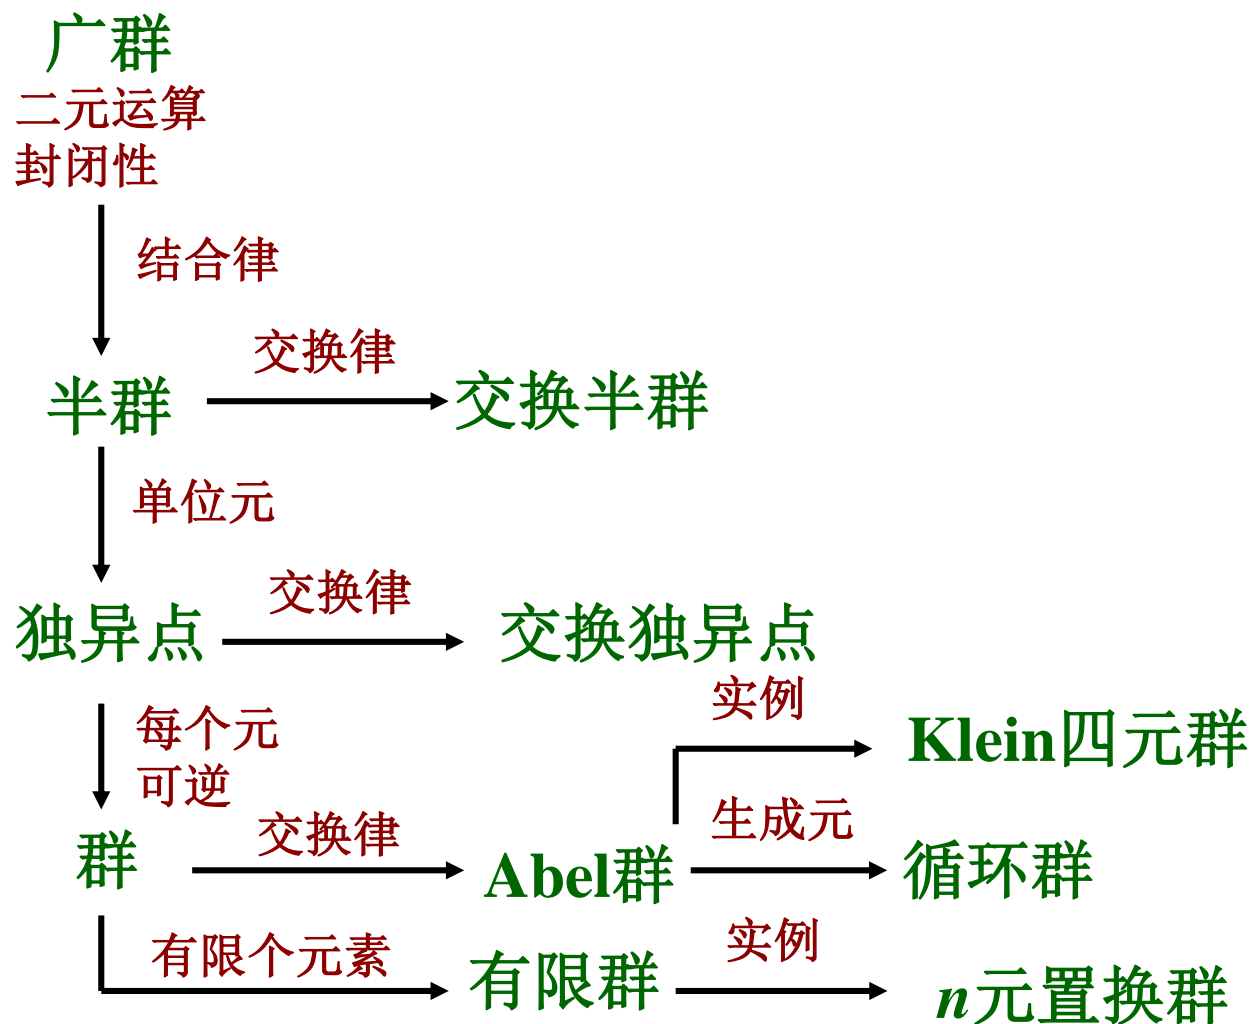 广群
二元运算
封闭性
结合律
交换律
半群
交换半群
单位元
交换律
独异点
交换独异点
实例
每个元
可逆
Klein四元群
生成元
交换律
群
Abel群
循环群
有限个元素
实例
有限群
n元置换群